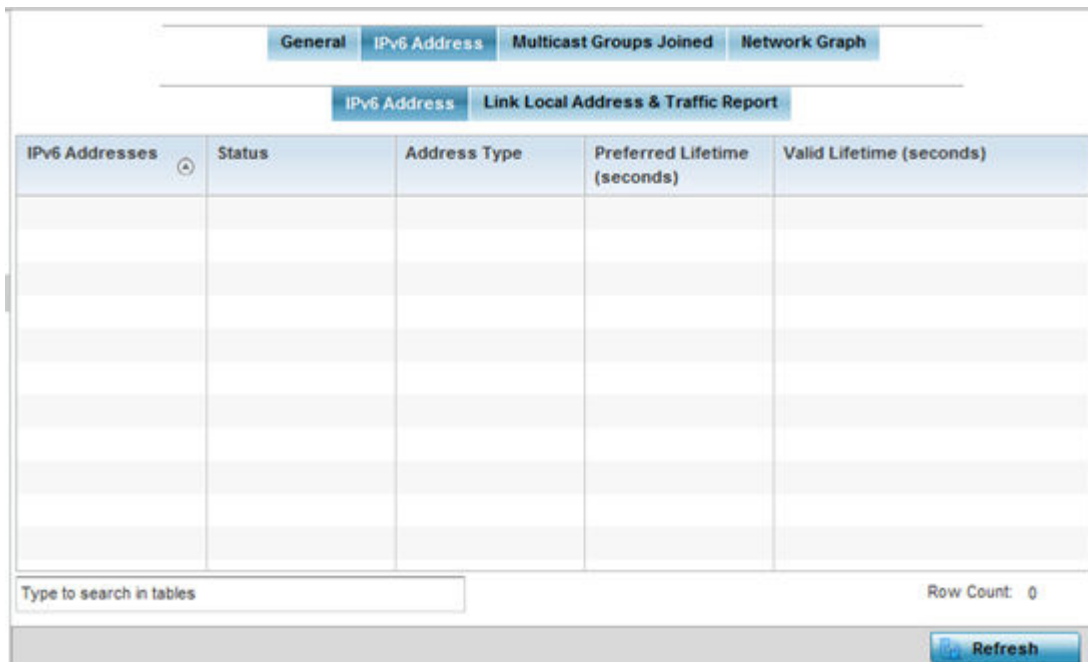 General IPv6 Address Multicast Groups Joined Network Graph
IPv6 Address Link Local Address & Traffic Report
IPv6 Addresses Status Address Type Preferred Lifetime (seconds) Valid Lifetime (seconds)
Type to search in tables Row Count: 0
Refresh